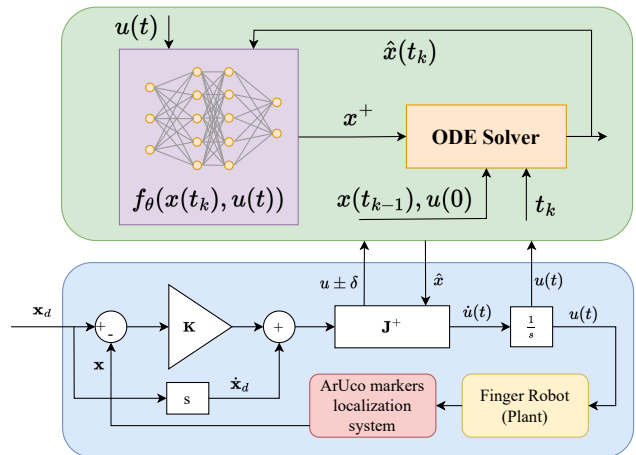 u(t)
x̂(t_k)
x⁺
ODE Solver
f_θ(x(t_k), u(t))
x(t_{k−1}), u(0)
t_k
u ± δ
x̂
u(t)
x_d
+
-
K
+
J⁺
u̇(t)
1/s
u(t)
x
s
ẋ_d
ArUco markers
localization
system
Finger Robot
(Plant)